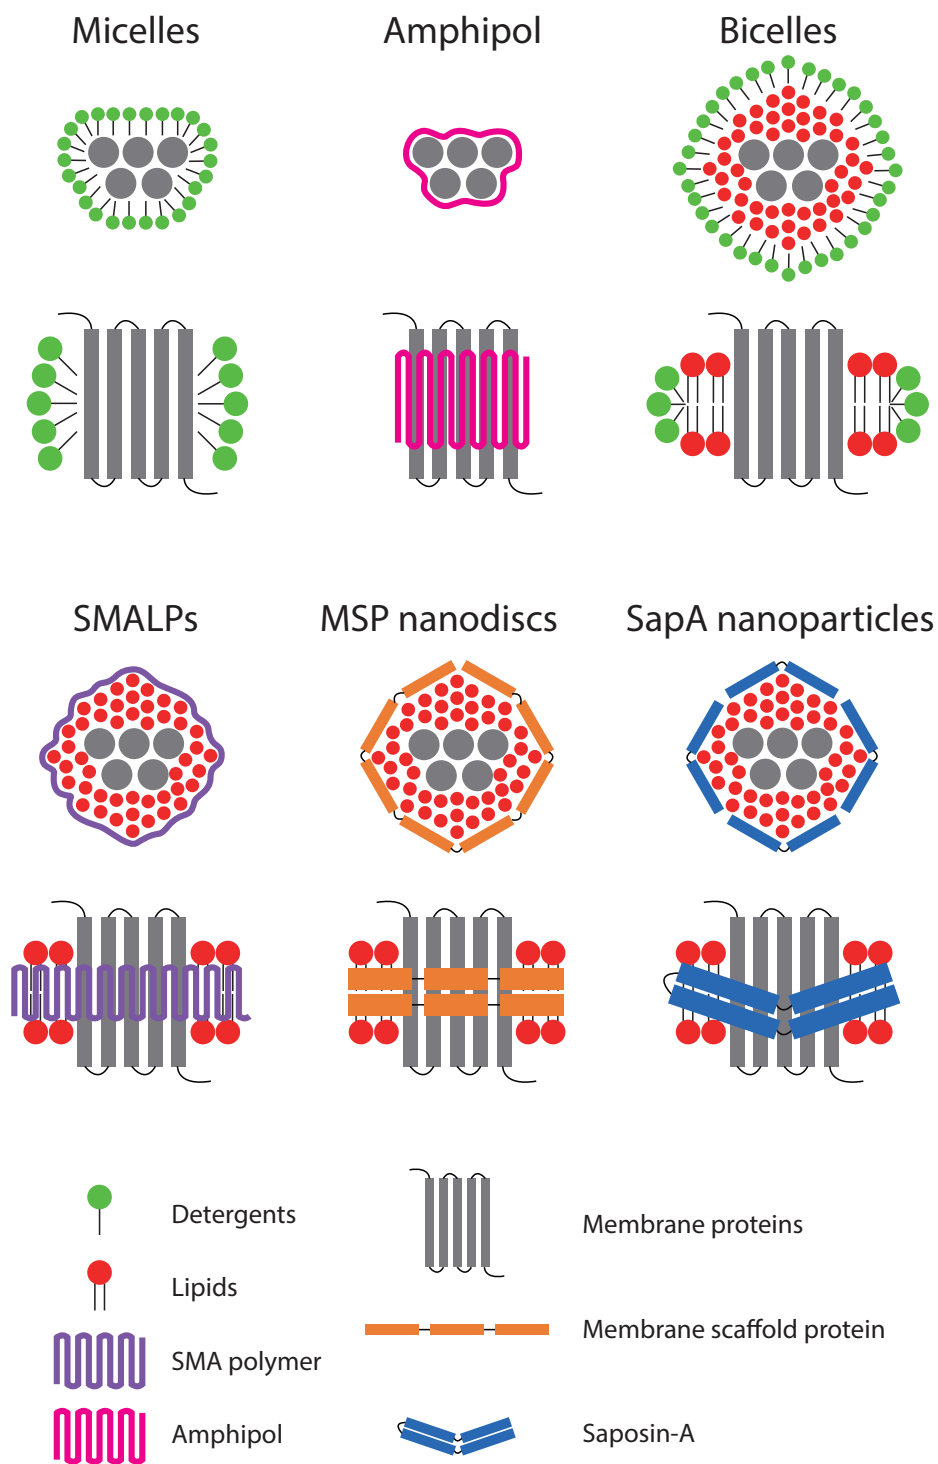 Micelles
Amphipol
Bicelles
SMALPs
MSP nanodiscs
SapA nanoparticles
Detergents
Membrane proteins
Lipids
Membrane scaffold protein
SMA polymer
Amphipol
Saposin-A